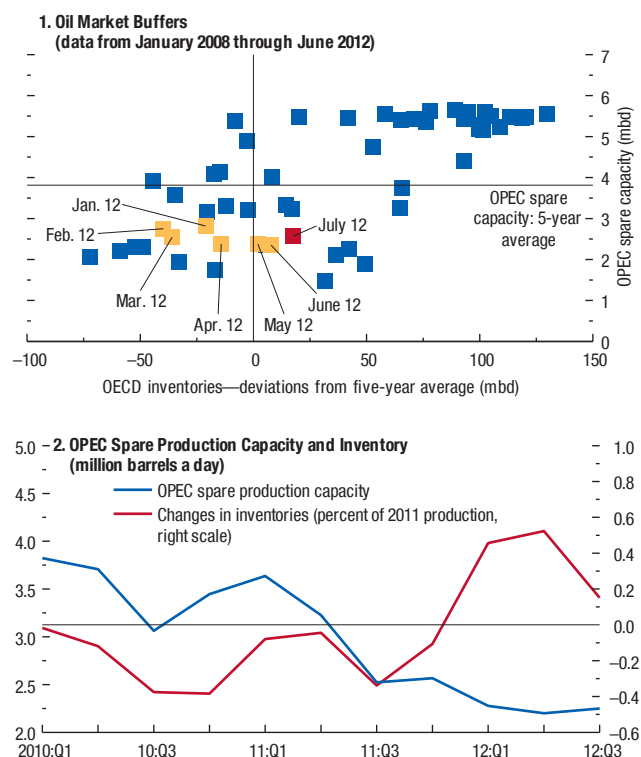 1. Oil Market Buffers
(data from January 2008 through June 2012)
7
6
5
4
3
2
1
0
OPEC spare capacity (mbd)
OPEC spare
capacity: 5-year
average
Jan. 12
Feb. 12
Mar. 12
Apr. 12
May 12
June 12
July 12
–100
–50
0
50
100
150
OECD inventories—deviations from five-year average (mbd)
2. OPEC Spare Production Capacity and Inventory
(million barrels a day)
OPEC spare production capacity
Changes in inventories (percent of 2011 production,
right scale)
5.0
4.5
4.0
3.5
3.0
2.5
2.0
1.0
0.8
0.6
0.4
0.2
0.0
–0.2
–0.4
–0.6
2010:Q1
10:Q3
11:Q1
11:Q3
12:Q1
12:Q3